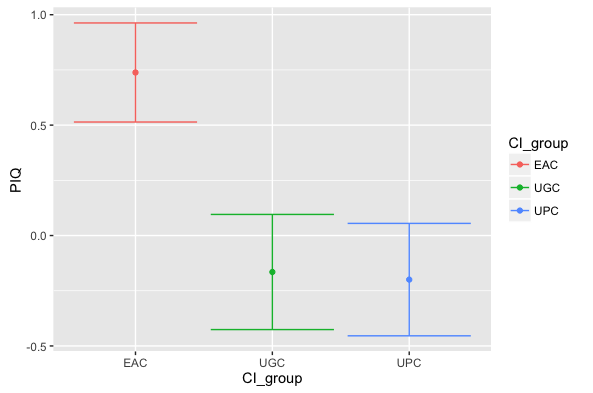 1.0
0.5
0.0
-0.5
PIQ
EAC
UGC
UPC
CI_group
CI_group
EAC
UGC
UPC